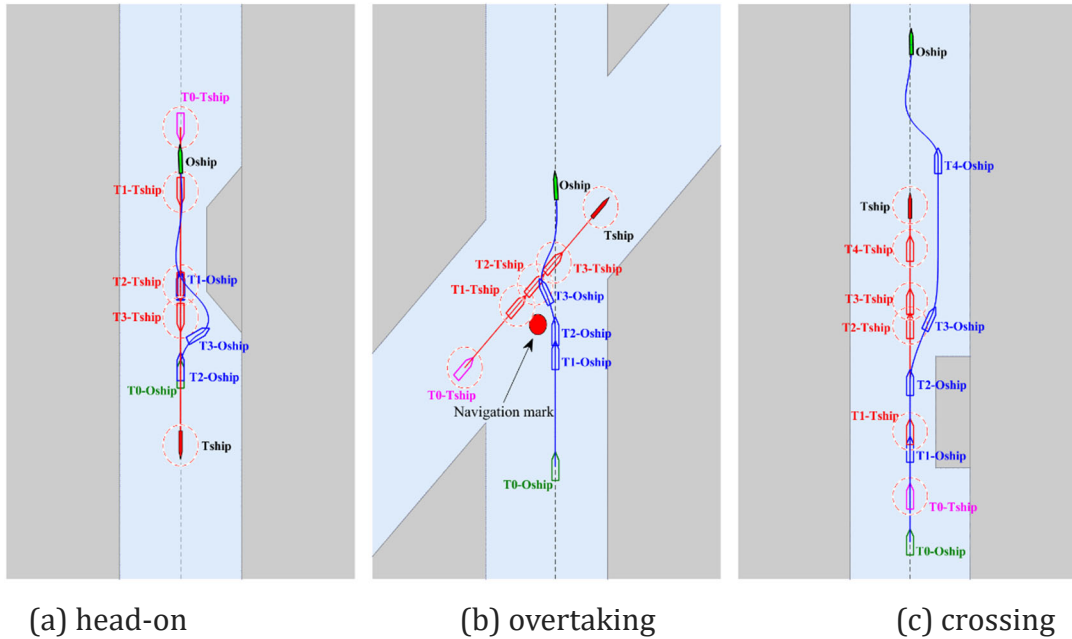 T0-Tship
Oship
T1-Tship
T2-Tship
T1-Oship
T3-Tship
T3-Oship
T2-Oship
T0-Oship
Tship
Oship
Tship
T2-Tship
T3-Tship
T1-Tship
T3-Oship
T2-Oship
T1-Oship
T0-Tship
Navigation mark
T0-Oship
Oship
T4-Oship
Tship
T4-Tship
T3-Tship
T2-Tship
T3-Oship
T2-Oship
T1-Tship
T1-Oship
T0-Tship
T0-Oship
(a) head-on
(b) overtaking
(c) crossing